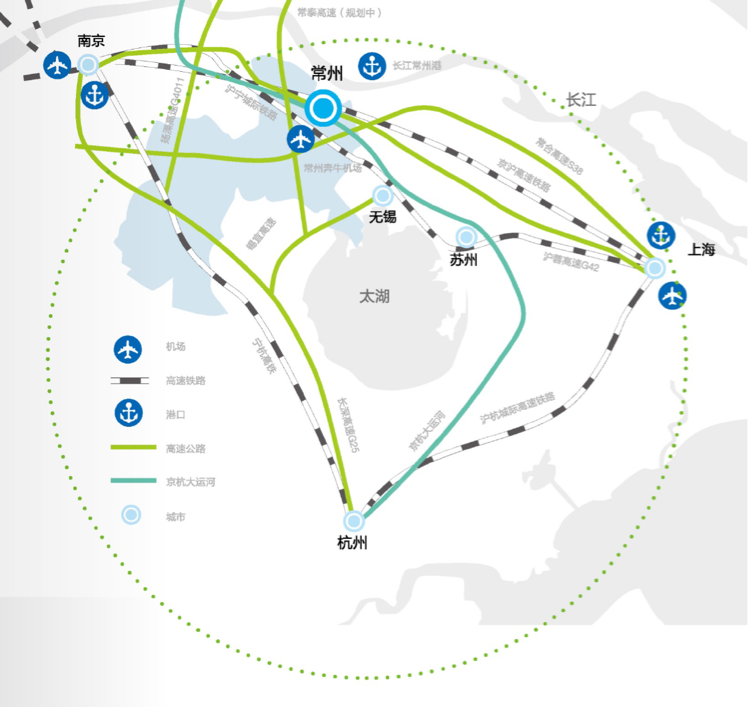 常泰高速（规划中）
南京
常州
长江常州港
长江
扬溧高速G4011
沪宁城际铁路
常州奔牛机场
京沪高速铁路
常台高速S38
无锡
锡宜高速
苏州
沪蓉高速G42
上海
太湖
机场
高速铁路
宁杭高铁
港口
长深高速G25
沪杭城际高速铁路
京杭大运河
高速公路
京杭大运河
城市
杭州